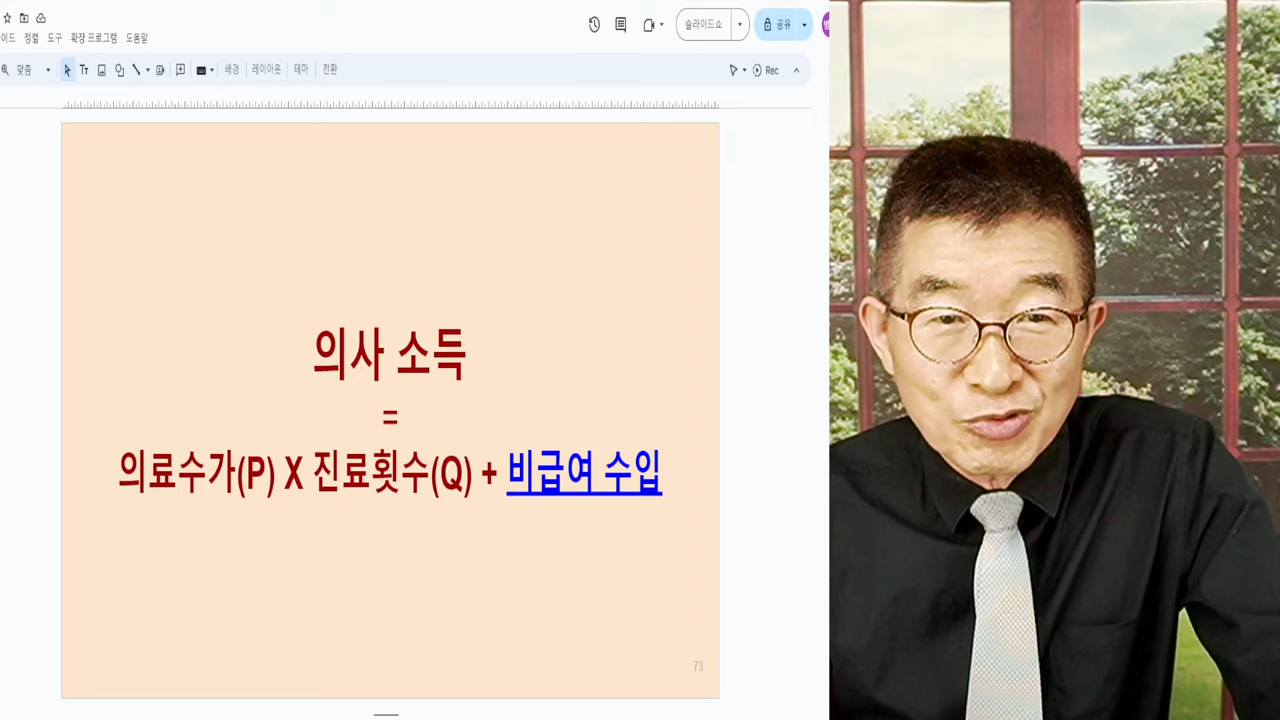 슬라이드쇼
공유
이드 정렬 도구 확장 프로그램 도움말
맞춤
배경 레이아웃 테마 전환
Rec
의사 소득
=
의료수가(P) X 진료횟수(Q) + 비급여 수입
73